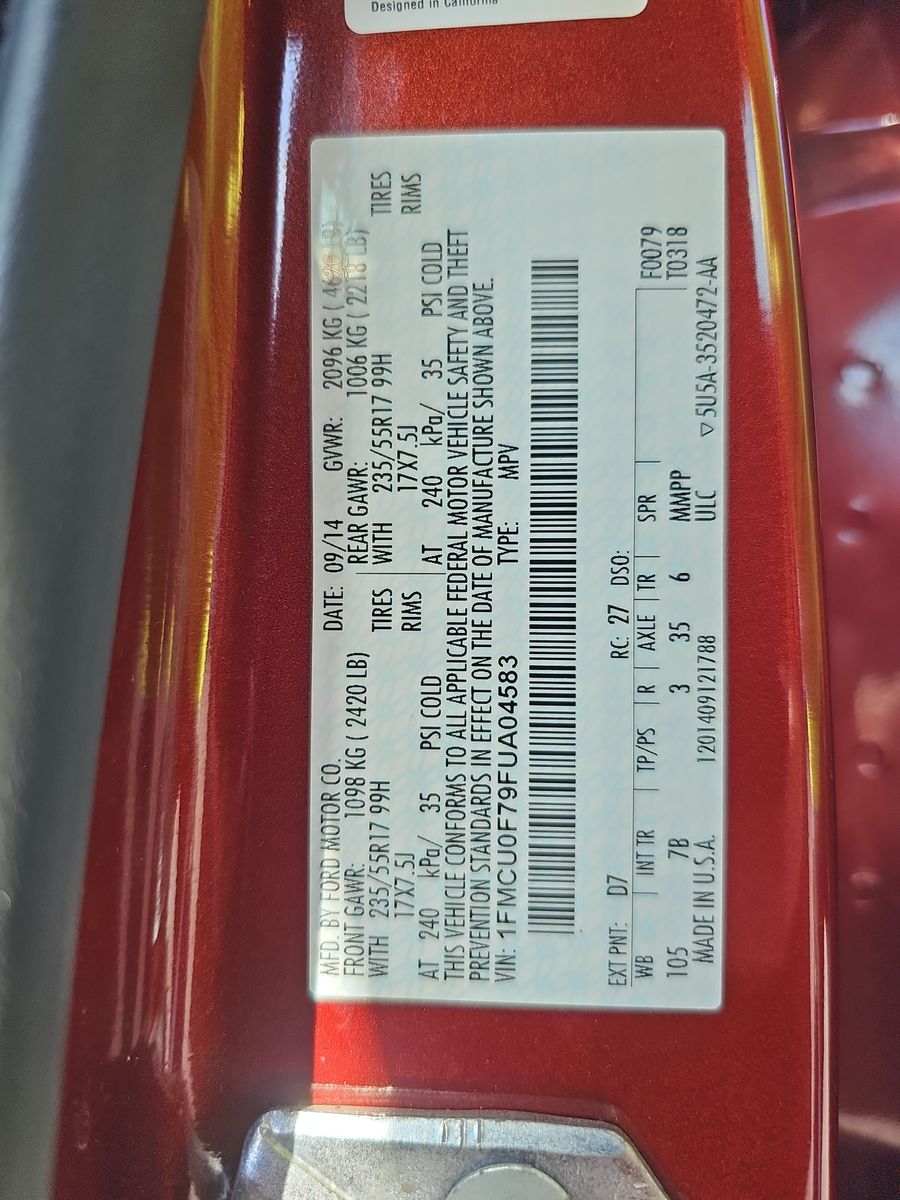 Designed in California
MFD. BY FORD MOTOR CO. DATE: 09/14 GVWR: 2096 KG ( 4620 LB)
FRONT GAWR: 1098 KG ( 2420 LB) REAR GAWR: 1006 KG ( 2218 LB)
WITH 235/55R17 99H TIRES WITH 235/55R17 99H TIRES
17X7.5J RIMS 17X7.5J RIMS
AT 240 kPa/ 35 PSI COLD AT 240 kPa/ 35 PSI COLD
THIS VEHICLE CONFORMS TO ALL APPLICABLE FEDERAL MOTOR VEHICLE SAFETY AND THEFT
PREVENTION STANDARDS IN EFFECT ON THE DATE OF MANUFACTURE SHOWN ABOVE.
VIN: 1FMCU0F79FUA04583 TYPE: MPV
EXT PNT: D7 RC: 27 DSO:
WB INT TR TP/PS R AXLE TR SPR F0079
T0318
105 7B 3 35 6 MMPP
ULC
MADE IN U.S.A. 1201409121788 ▽ 5U5A-3520472-AA